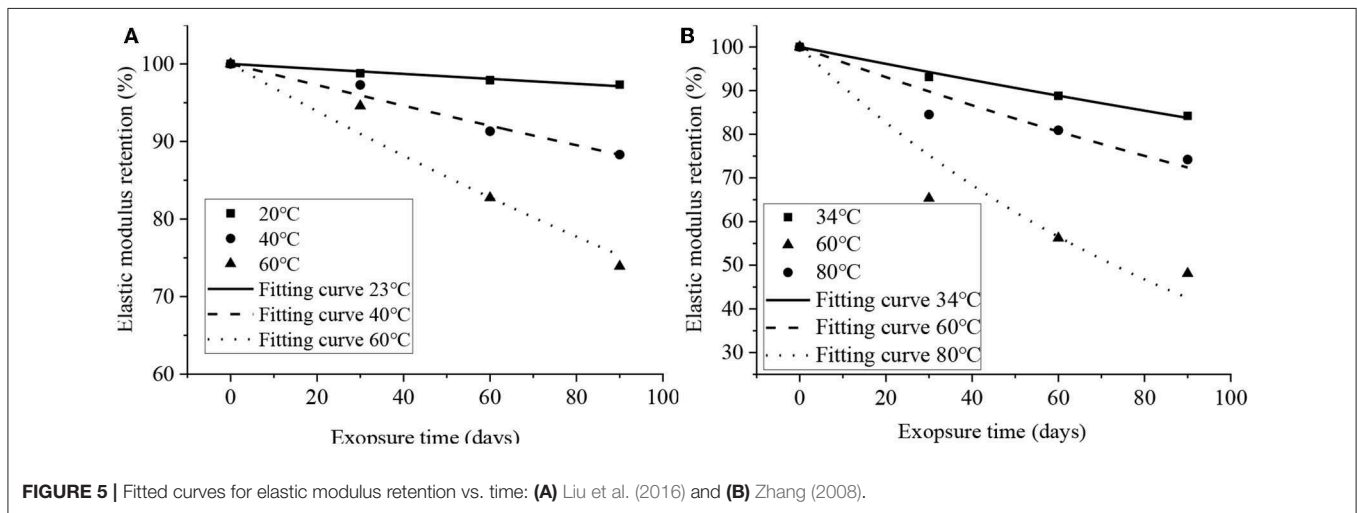 A
Elastic modulus retention (%)
100
90
80
70
60
20℃
40℃
60℃
Fitting curve 23℃
Fitting curve 40℃
Fitting curve 60℃
0 20 40 60 80 100
Exopsure time (days)
B
Elastic modulus retention (%)
100
90
80
70
60
50
40
30
34℃
60℃
80℃
Fitting curve 34℃
Fitting curve 60℃
Fitting curve 80℃
0 20 40 60 80 100
Exopsure time (days)
FIGURE 5 | Fitted curves for elastic modulus retention vs. time: (A) Liu et al. (2016) and (B) Zhang (2008).